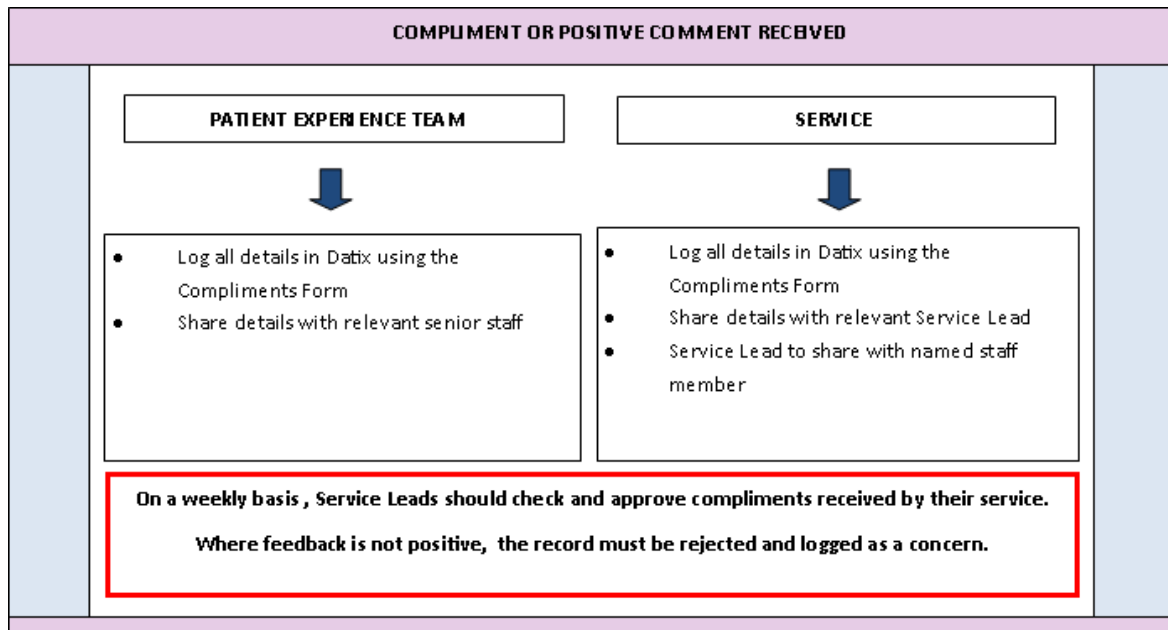 COMPLIMENT OR POSITIVE COMMENT RECEIVED
PATIENT EXPERIENCE TEAM
SERVICE
• Log all details in Datix using the
Compliments Form
• Share details with relevant senior staff
• Log all details in Datix using the
Compliments Form
• Share details with relevant Service Lead
• Service Lead to share with named staff
member
On a weekly basis , Service Leads should check and approve compliments received by their service.
Where feedback is not positive, the record must be rejected and logged as a concern.